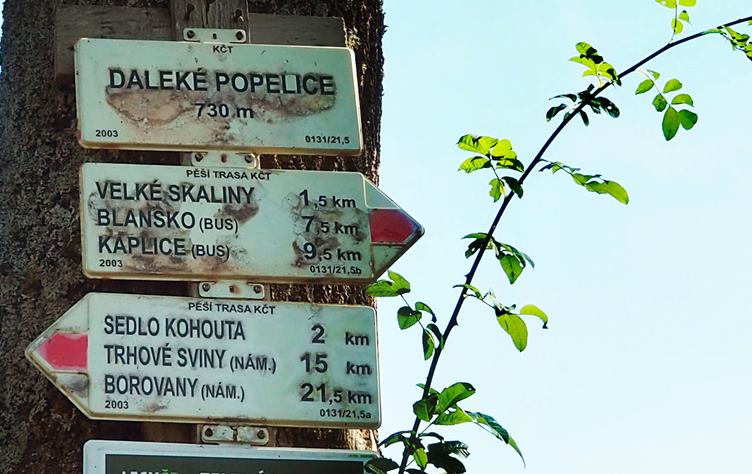 KČT
DALEKÉ POPELICE
730 m
2003 0131/21,5
PĚŠÍ TRASA KČT
VELKÉ SKALINY 1,5 km
BLANSKO (BUS) 7,5 km
KAPLICE (BUS) 9,5 km
2003 0131/21,5b
PĚŠÍ TRASA KČT
SEDLO KOHOUTA 2 km
TRHOVÉ SVINY (NÁM.) 15 km
BOROVANY (NÁM.) 21,5 km
2003 0131/21,5a